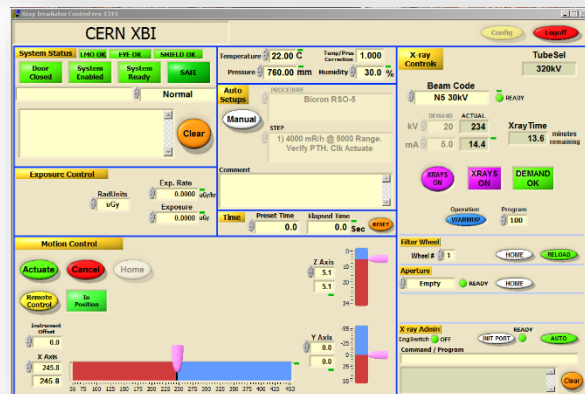 Xray Irradiator Control rev 1311
CERN XBI
Config
Logoff
System Status
LMO OK
EYE OK
SHIELD OK
Door Closed
System Enabled
System Ready
SAFE
Normal
Clear
Temperature 22.00 C
Temp/Pres Correction 1.000
Pressure 760.00 mm
Humidity 30.0 %
Auto Setups
PROCEDURE
Bicron RSO-5
Manual
STEP
1) 4000 mR/h @ 5000 Range.
Verify PTH. Clk Actuate
Comment
Exposure Control
RadUnits
uGy
Exp. Rate
0.0000 uGy/hr
Exposure
0.0000 uGy
Time
Preset Time
0.0
Elapsed Time
0.0 Sec
RESET
X-ray Controls
TubeSel
320kV
Beam Code
N5 30kV
READY
DEMAND ACTUAL
kV 20 234
mA 5.0 14.4
XrayTime
13.6 minutes remaining
XRAYS ON
XRAYS ON
DEMAND OK
Operation
WARMUP
Program
100
Filter Wheel
Wheel # 1
HOME
RELOAD
Aperture
Empty
READY
HOME
X-ray Admin
EngSwitch OFF
INIT PORT
READY
AUTO
Command / Program
Clear
Motion Control
Actuate
Cancel
Home
Remote Control
In Position
Instrument Offset
0.0
X Axis
245.8
245.8
Z Axis
5.1
5.1
Y Axis
0.0
0.0